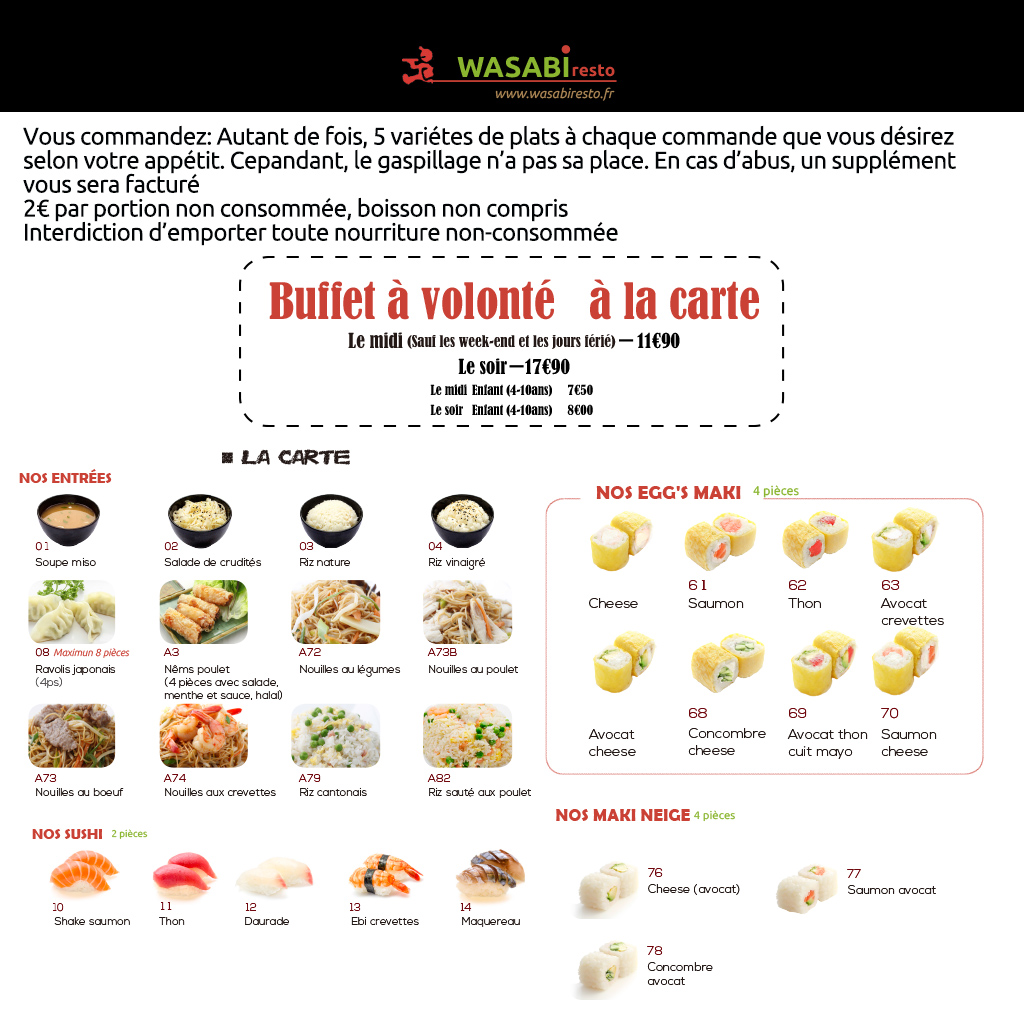 WASABI resto
www.wasabiresto.fr
Vous commandez: Autant de fois, 5 variétes de plats à chaque commande que vous désirez
selon votre appétit. Cepandant, le gaspillage n'a pas sa place. En cas d'abus, un supplément
vous sera facturé
2€ par portion non consommée, boisson non compris
Interdiction d'emporter toute nourriture non-consommée
Buffet à volonté à la carte
Le midi (Sauf les week-end et les jours férié) — 11€90
Le soir—17€90
Le midi Enfant (4-10ans) 7€50
Le soir Enfant (4-10ans) 8€00
LA CARTE
NOS ENTRÉES
01
Soupe miso
02
Salade de crudités
03
Riz nature
04
Riz vinaigré
08 Maximun 8 pièces
Ravolis japonais
(4ps)
A3
Nêms poulet
(4 pièces avec salade,
menthe et sauce, halal)
A72
Nouilles au légumes
A73B
Nouilles au poulet
A73
Nouilles au boeuf
A74
Nouilles aux crevettes
A79
Riz cantonais
A82
Riz sauté aux poulet
NOS SUSHI 2 pièces
10
Shake saumon
11
Thon
12
Daurade
13
Ebi crevettes
14
Maquereau
NOS EGG'S MAKI 4 pièces
Cheese
61
Saumon
62
Thon
63
Avocat
crevettes
Avocat
cheese
68
Concombre
cheese
69
Avocat thon
cuit mayo
70
Saumon
cheese
NOS MAKI NEIGE 4 pièces
76
Cheese (avocat)
77
Saumon avocat
78
Concombre
avocat